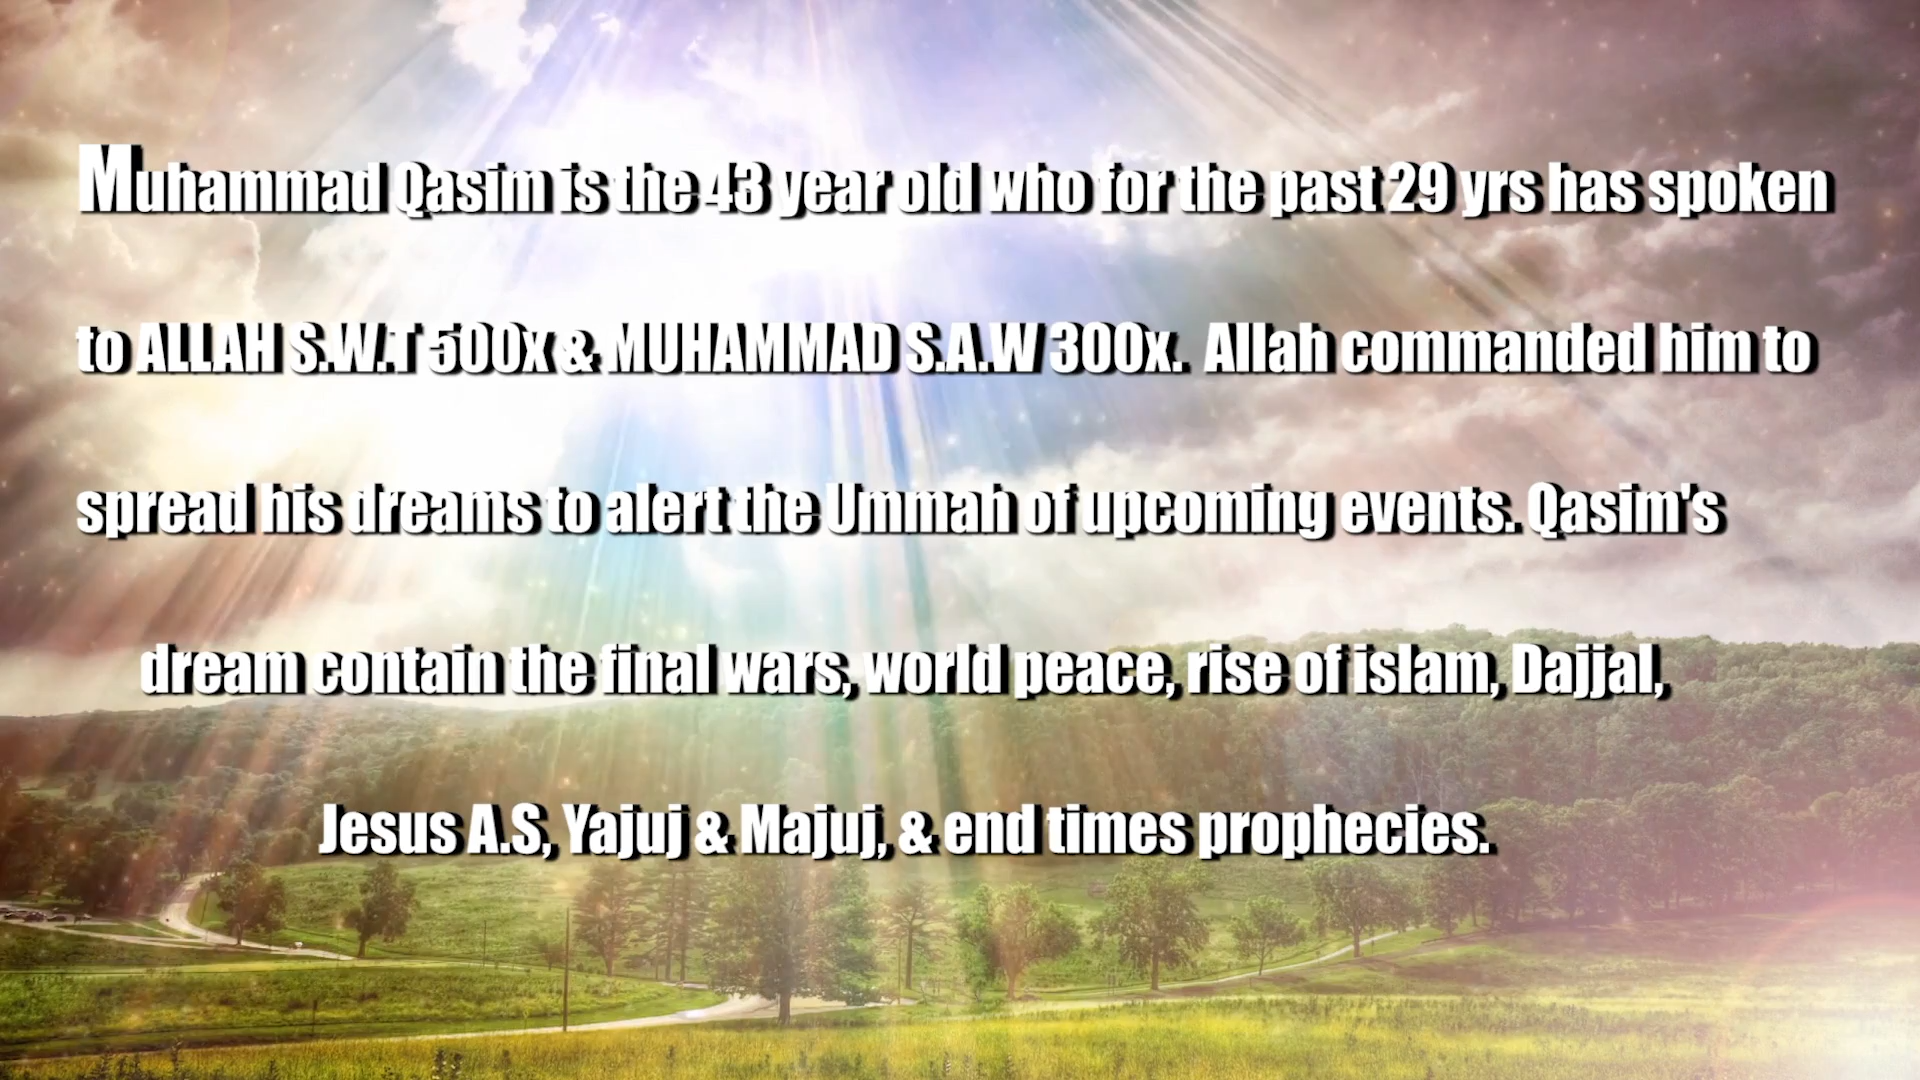 Muhammad Qasim is the 43 year old who for the past 29 yrs has spoken
to ALLAH S.W.T 500x & MUHAMMAD S.A.W 300x. Allah commanded him to
spread his dreams to alert the Ummah of upcoming events. Qasim's
dream contain the final wars, world peace, rise of islam, Dajjal,
Jesus A.S, Yajuj & Majuj, & end times prophecies.